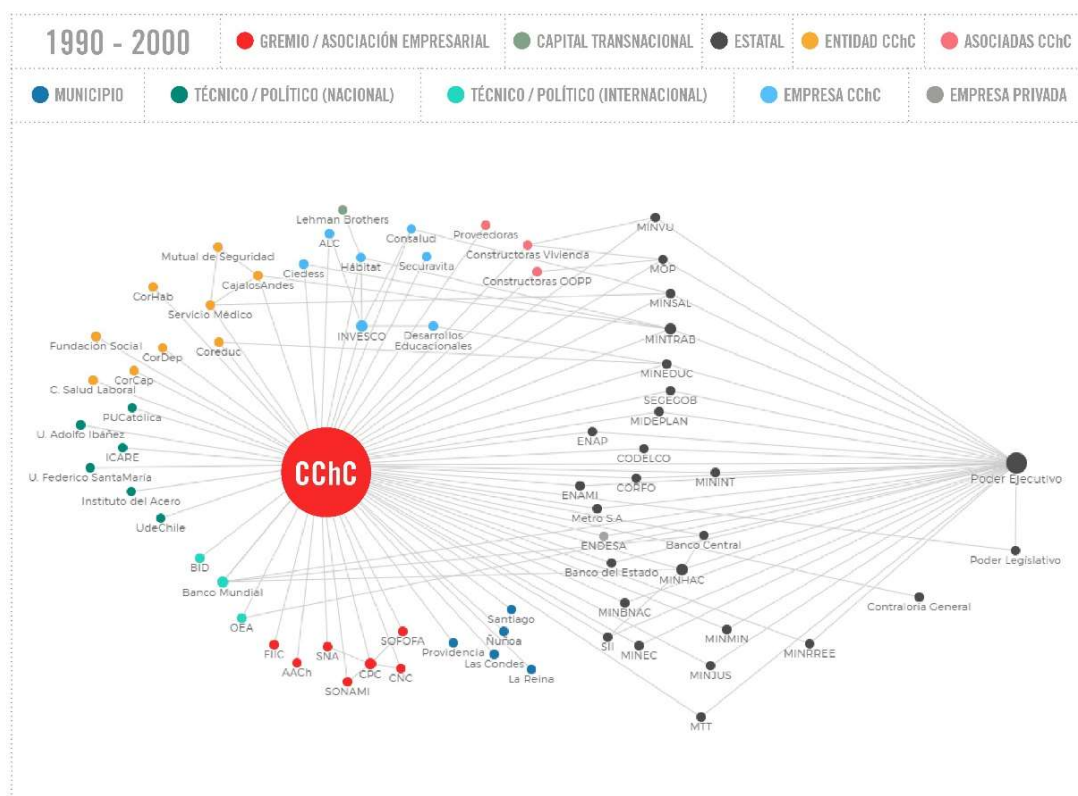 1990 - 2000
GREMIO / ASOCIACIÓN EMPRESARIAL
CAPITAL TRANSNACIONAL
ESTATAL
ENTIDAD CChC
ASOCIADAS CChC
MUNICIPIO
TÉCNICO / POLÍTICO (NACIONAL)
TÉCNICO / POLÍTICO (INTERNACIONAL)
EMPRESA CChC
EMPRESA PRIVADA
Lehman Brothers
ALC
Consalud
Proveedoras
MINVU
Mutual de Seguridad
Ciedess
Hábitat
Securavita
Constructoras Vivienda
MOP
CajalosAndes
Constructoras OOPP
CorHab
MINSAL
Servicio Médico
INVESCO
Desarrollos
Educacionales
MINTRAB
Fundación Social
CorDep
Coreduc
MINEDUC
CorCap
C. Salud Laboral
SEGEGOB
PUCatólica
MIDEPLAN
U. Adolfo Ibáñez
ENAP
ICARE
CODELCO
U. Federico SantaMaria
CChC
Poder Ejecutivo
CORFO
MININT
ENAMI
Instituto del Acero
Metro S.A
UdeChile
ENDESA
Banco Central
BID
Poder Legislativo
Banco del Estado
MINHAC
Banco Mundial
Contraloría General
MINBNAC
OEA
Santiago
Ñuñoa
SOFOFA
Providencia
SII
MINEC
MINMIN
MINRREE
FIIC
SNA
Las Condes
AACh
CPC
CNC
La Reina
MINJUS
SONAMI
MTT